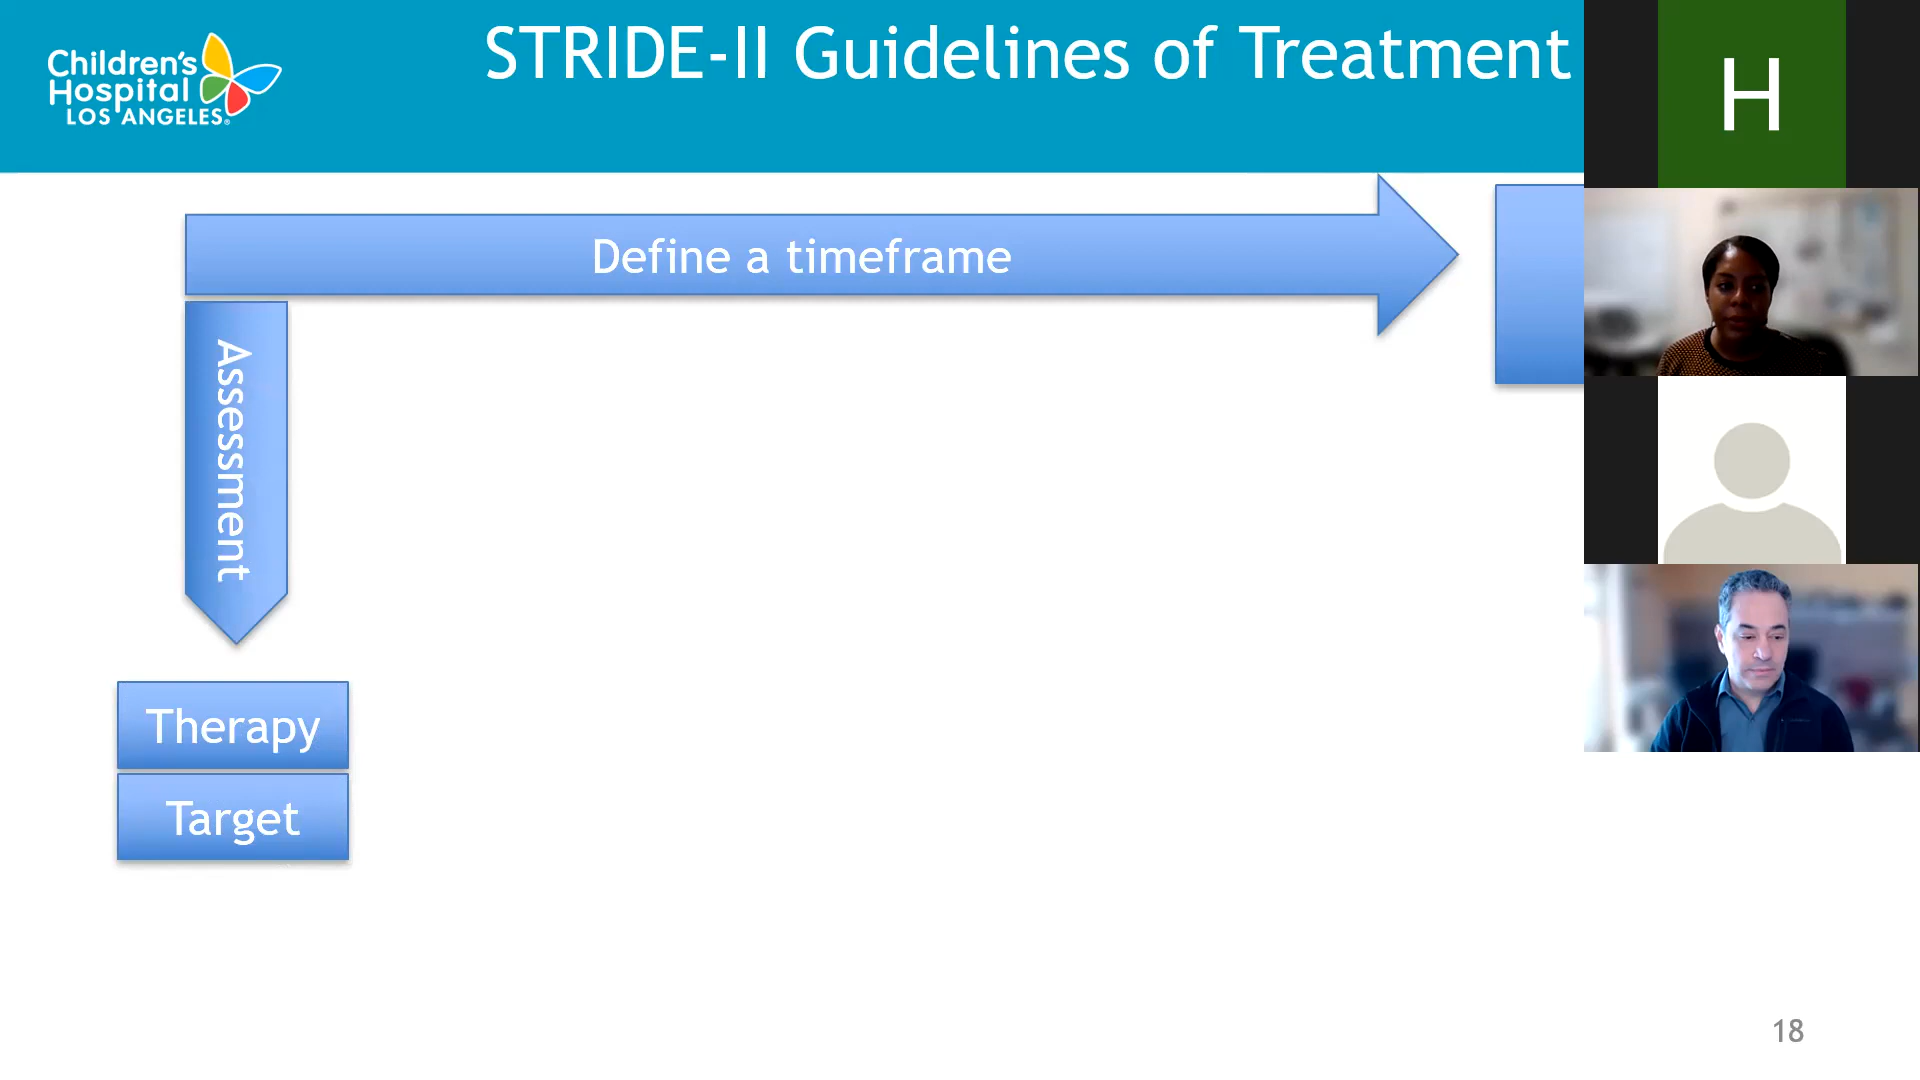 Children's
Hospital
LOS ANGELES®
STRIDE-II Guidelines of Treatment
H
Define a timeframe
Assessment
Therapy
Target
18